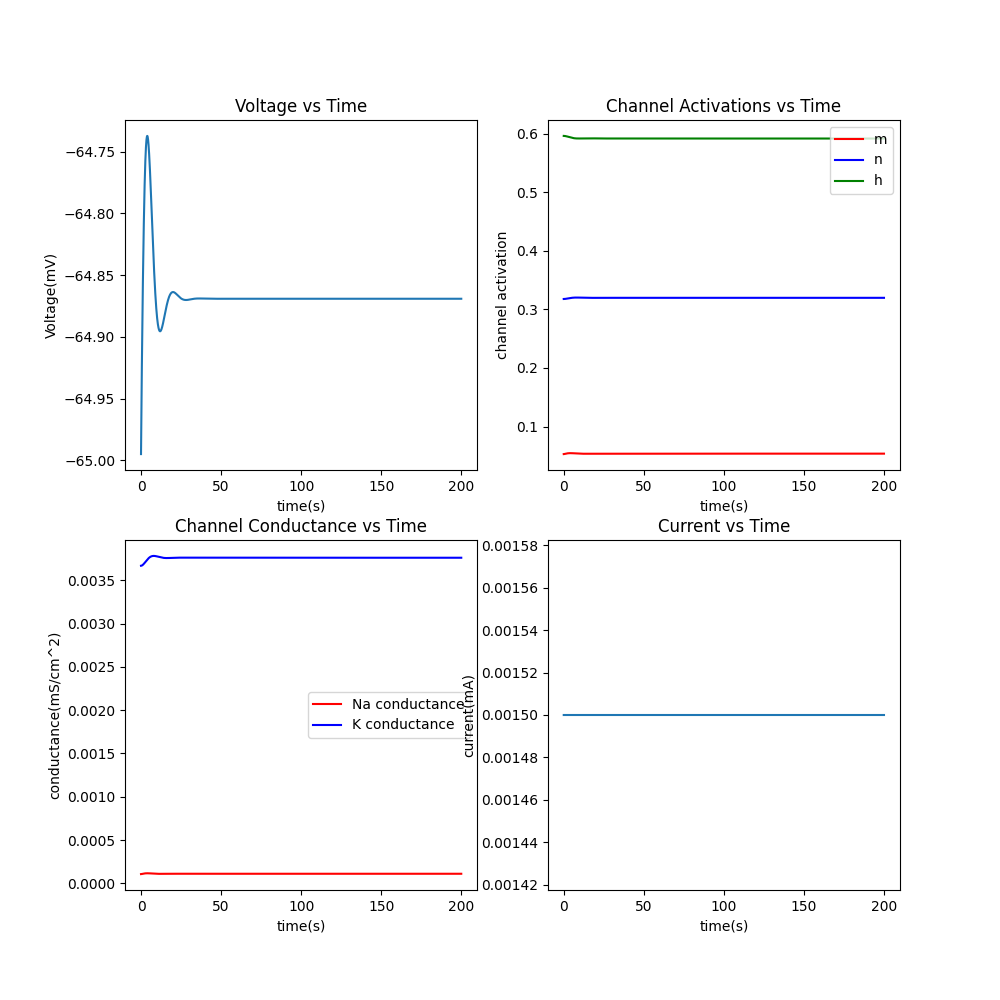 Voltage vs Time
Voltage(mV)
−64.75
−64.80
−64.85
−64.90
−64.95
−65.00
0 50 100 150 200
time(s)
Channel Activations vs Time
channel activation
0.6
0.5
0.4
0.3
0.2
0.1
m
n
h
0 50 100 150 200
time(s)
Channel Conductance vs Time
conductance(mS/cm^2)
0.0035
0.0030
0.0025
0.0020
0.0015
0.0010
0.0005
0.0000
Na conductance
K conductance
0 50 100 150 200
time(s)
Current vs Time
current(mA)
0.00158
0.00156
0.00154
0.00152
0.00150
0.00148
0.00146
0.00144
0.00142
0 50 100 150 200
time(s)